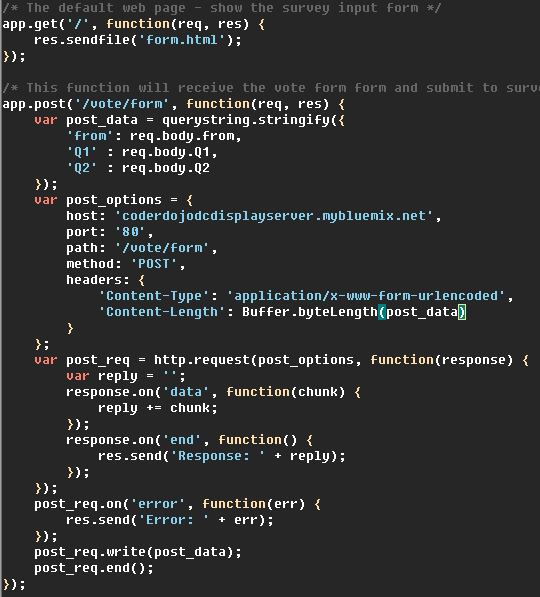 /* The default web page - show the survey input form */
app.get('/', function(req, res) {
    res.sendfile('form.html');
});

/* This function will receive the vote form form and submit to surve
app.post('/vote/form', function(req, res) {
    var post_data = querystring.stringify({
        'from': req.body.from,
        'Q1' : req.body.Q1,
        'Q2' : req.body.Q2
    });
    var post_options = {
        host: 'coderdojodcdisplayserver.mybluemix.net',
        port: '80',
        path: '/vote/form',
        method: 'POST',
        headers: {
            'Content-Type': 'application/x-www-form-urlencoded',
            'Content-Length': Buffer.byteLength(post_data)
        }
    };
    var post_req = http.request(post_options, function(response) {
        var reply = '';
        response.on('data', function(chunk) {
            reply += chunk;
        });
        response.on('end', function() {
            res.send('Response: ' + reply);
        });
    });
    post_req.on('error', function(err) {
        res.send('Error: ' + err);
    });
    post_req.write(post_data);
    post_req.end();
});